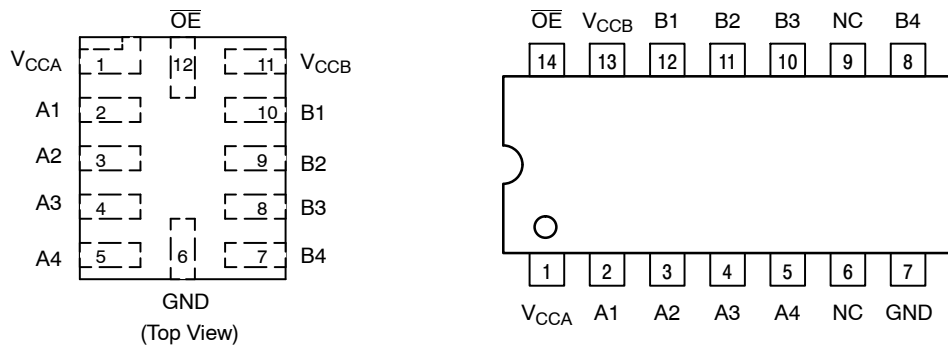 OE
VCCA 1 12 11 VCCB
A1 2 10 B1
A2 3 9 B2
A3 4 8 B3
A4 5 6 7 B4
GND
(Top View)
OE VCCB B1 B2 B3 NC B4
14 13 12 11 10 9 8
1 2 3 4 5 6 7
VCCA A1 A2 A3 A4 NC GND